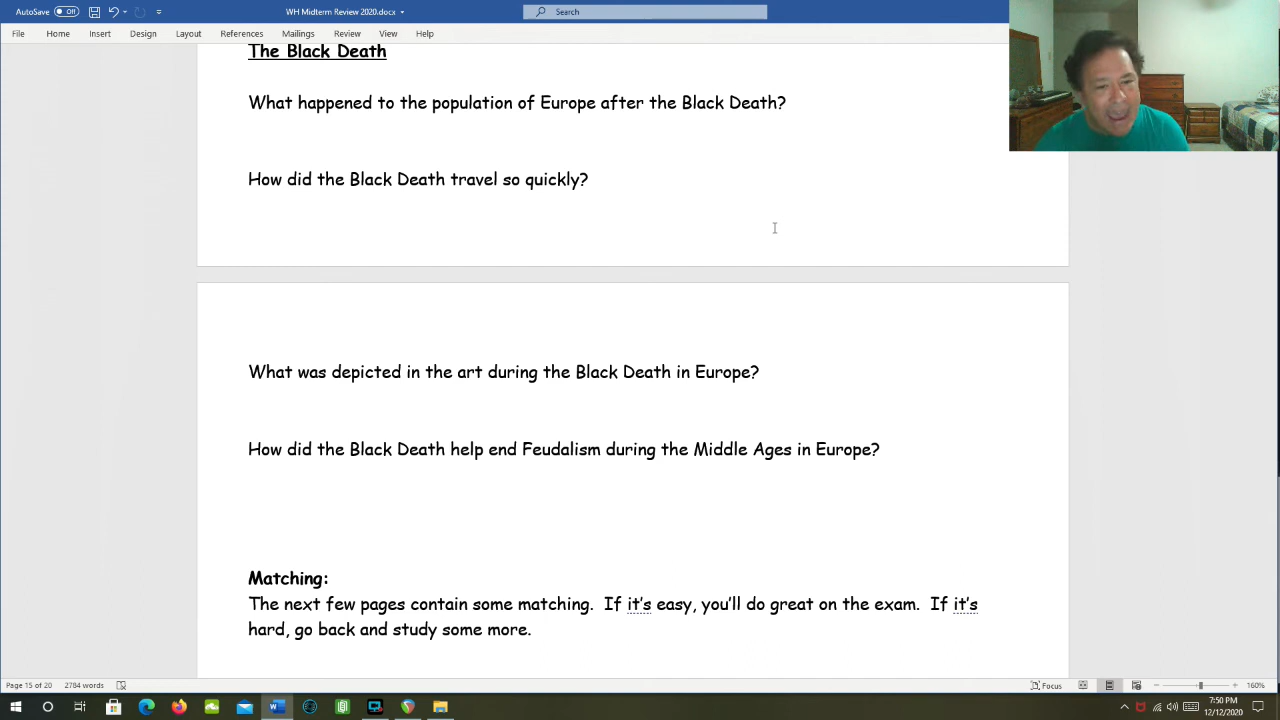 AutoSave Off WH Midterm Review 2020.docx Search
File Home Insert Design Layout References Mailings Review View Help
The Black Death
What happened to the population of Europe after the Black Death?
How did the Black Death travel so quickly?
What was depicted in the art during the Black Death in Europe?
How did the Black Death help end Feudalism during the Middle Ages in Europe?
Matching:
The next few pages contain some matching. If it's easy, you'll do great on the exam. If it's
hard, go back and study some more.
Page 15 of 20 2784 words Focus 160%
7:50 PM
12/12/2020